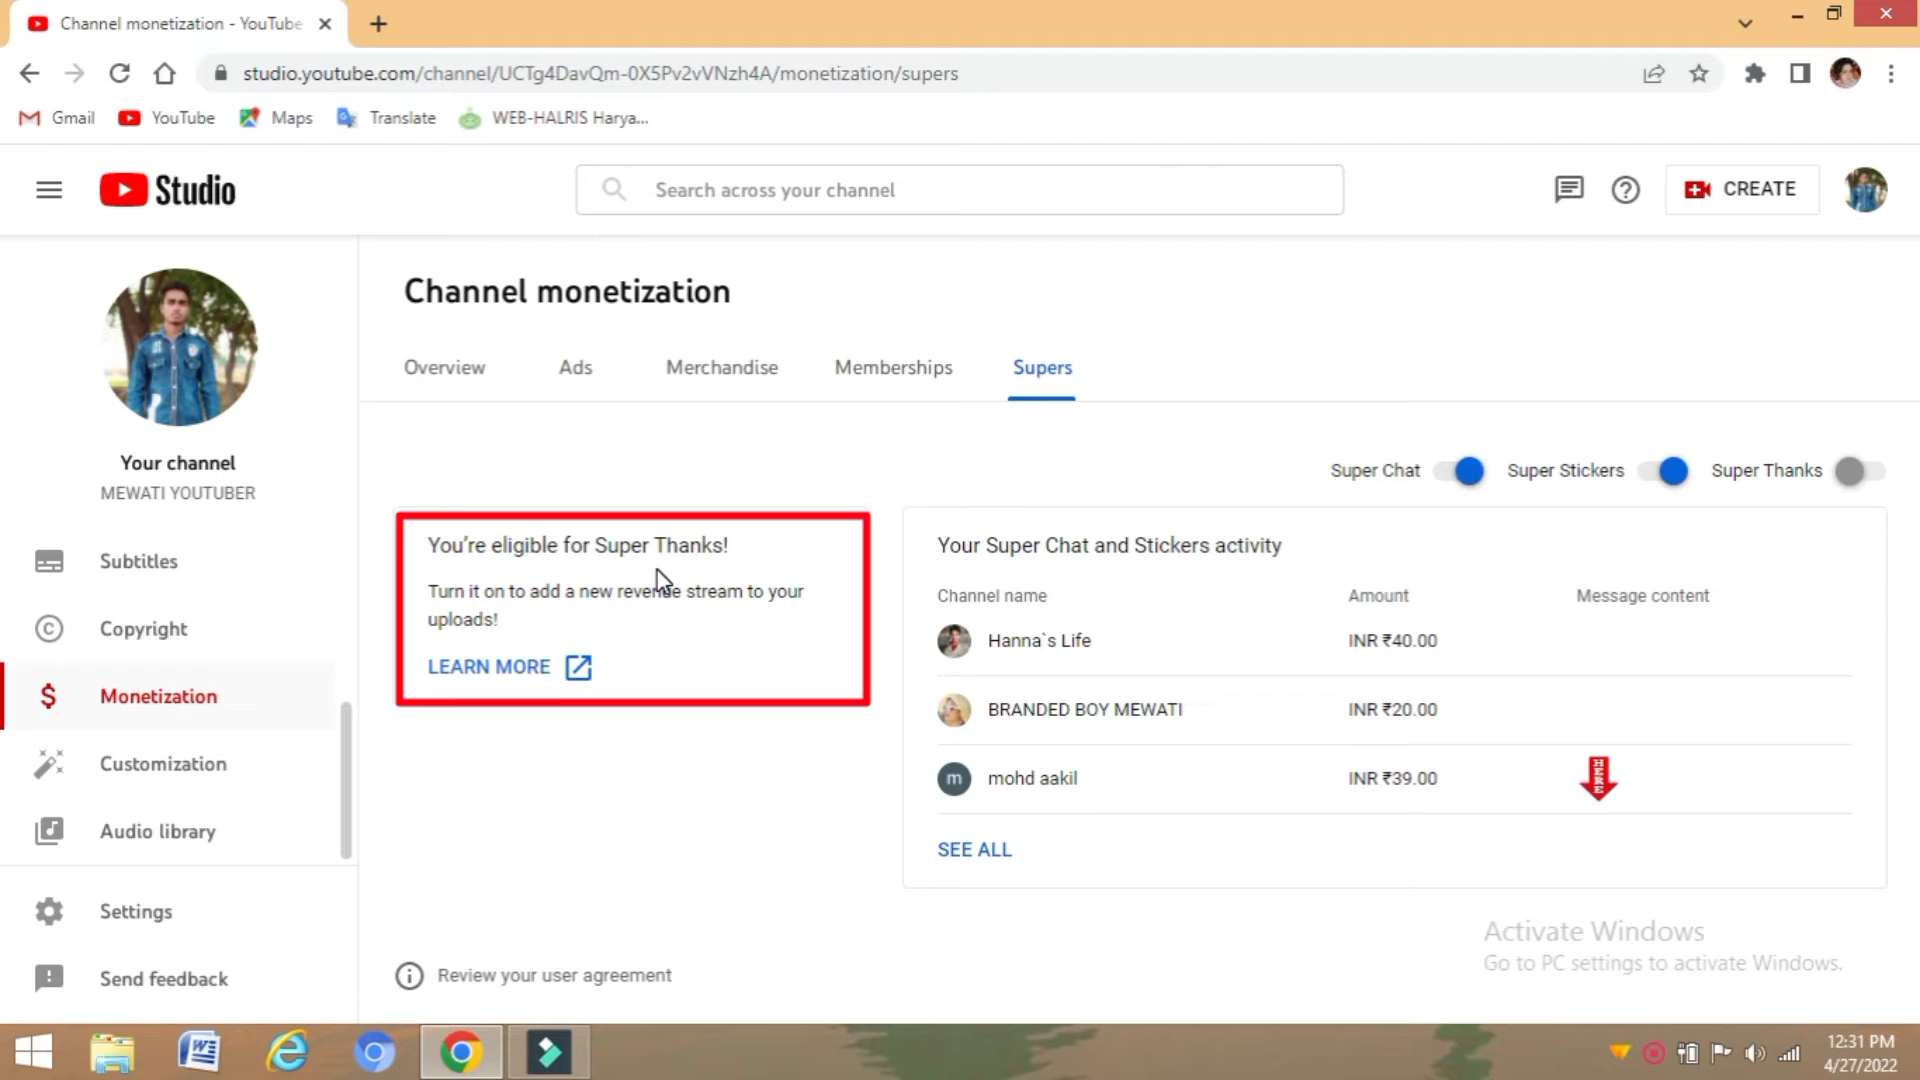 Channel monetization - YouTube
studio.youtube.com/channel/UCTg4DavQm-0X5Pv2vVNzh4A/monetization/supers
Gmail
YouTube
Maps
Translate
WEB-HALRIS Harya...
Studio
Search across your channel
CREATE
Your channel
MEWATI YOUTUBER
Subtitles
Copyright
Monetization
Customization
Audio library
Settings
Send feedback
Channel monetization
Overview
Ads
Merchandise
Memberships
Supers
Super Chat
Super Stickers
Super Thanks
You're eligible for Super Thanks!
Turn it on to add a new revenue stream to your
uploads!
LEARN MORE
Your Super Chat and Stickers activity
Channel name
Amount
Message content
Hanna`s Life
INR ₹40.00
BRANDED BOY MEWATI
INR ₹20.00
m
mohd aakil
INR ₹39.00
HERE
SEE ALL
Review your user agreement
Activate Windows
Go to PC settings to activate Windows.
12:31 PM
4/27/2022